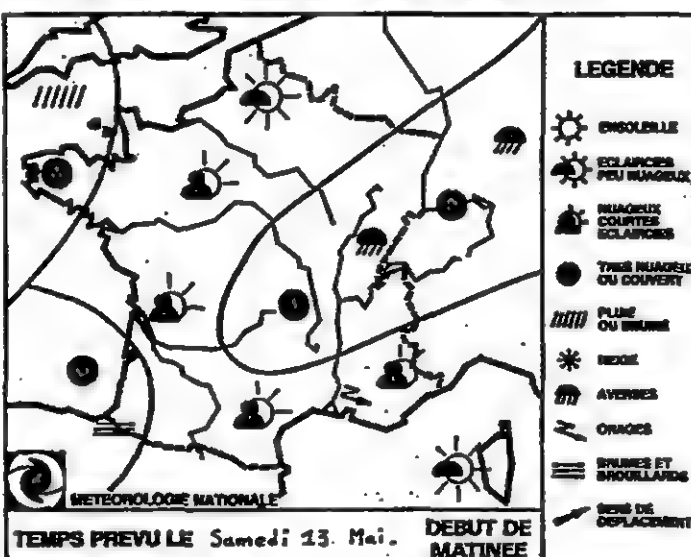 LEGENDE
ENSOLEILLE
ECLAIRCIES
PEU NUAGEUX
NUAGEUX
COURTES
ECLAIRCIES
TRES NUAGEUX
OU COUVERT
PLUIE
OU BRUINE
NEIGE
AVERSES
ORAGES
BRUMES ET
BROUILLARDS
SENS DE
DEPLACEMENT
METEOROLOGIE NATIONALE
TEMPS PREVU LE Samedi 13. Mai.
DEBUT DE
MATINEE